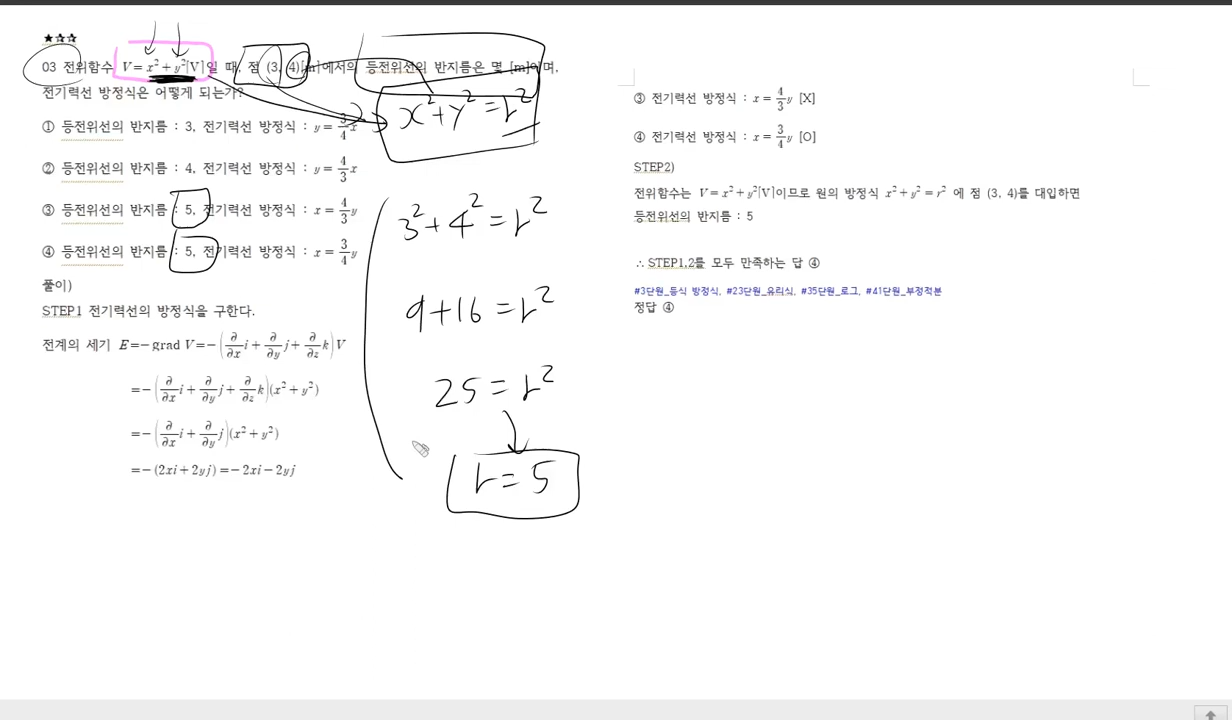 ★☆☆
03 전위함수 V=x²+y²[V]일 때, 점 (3, 4)[m]에서의 등전위선의 반지름은 몇 [m]이며,
전기력선 방정식은 어떻게 되는가?
① 등전위선의 반지름 : 3, 전기력선 방정식 : y=3/4 x
② 등전위선의 반지름 : 4, 전기력선 방정식 : y=4/3 x
③ 등전위선의 반지름 : 5, 전기력선 방정식 : x=4/3 y
④ 등전위선의 반지름 : 5, 전기력선 방정식 : x=3/4 y
풀이)
STEP1 전기력선의 방정식을 구한다.
전계의 세기 E=-grad V=-(∂/∂x i+∂/∂y j+∂/∂z k)V
=-(∂/∂x i+∂/∂y j+∂/∂z k)(x²+y²)
=-(∂/∂x i+∂/∂y j)(x²+y²)
=-(2xi+2yj)=-2xi-2yj
x²+y²=r²
3²+4²=r²
9+16=r²
25=r²
r=5
③ 전기력선 방정식 : x=4/3 y [X]
④ 전기력선 방정식 : x=3/4 y [O]
STEP2)
전위함수는 V=x²+y²[V]이므로 원의 방정식 x²+y²=r² 에 점 (3, 4)를 대입하면
등전위선의 반지름 : 5
∴ STEP1,2를 모두 만족하는 답 ④
#3단원_등식 방정식, #23단원_유리식, #35단원_로그, #41단원_부정적분
정답 ④